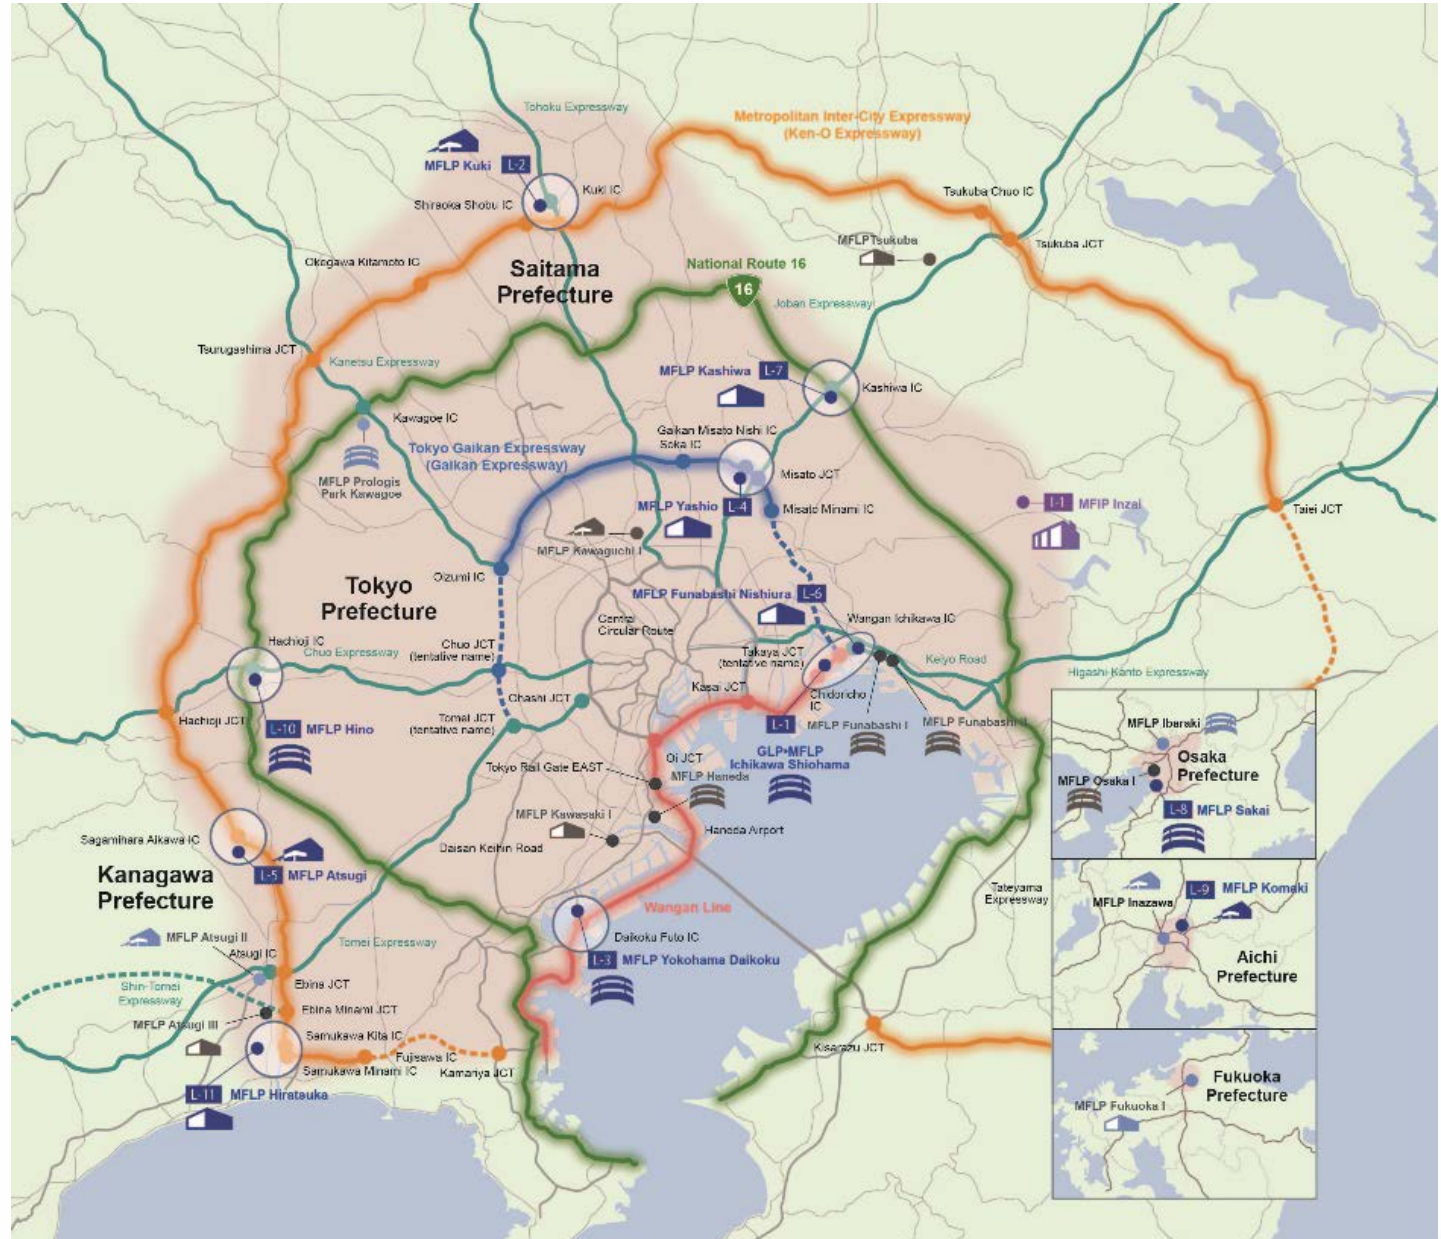 Tohoku Expressway
Metropolitan Inter-City Expressway
(Ken-O Expressway)
MFLP Kuki
L-2
Kuki IC
Shiraoka Shobu IC
Tsukuba Chuo IC
Tsukuba JCT
MFLPTsukuba
Okegawa Kitamoto IC
Saitama
Prefecture
National Route 16
16
Joban Expressway
Tsurugashima JCT
Kanetsu Expressway
MFLP Kashiwa
L-7
Kashiwa IC
Kawagoe IC
Gaikan Misato Nishi IC
Soka IC
Tokyo Gaikan Expressway
(Gaikan Expressway)
Misato JCT
MFLP Prologis
Park Kawagoe
MFLP Yashio
L-4
Misato Minami IC
I-1
MFIP Inzai
Taiei JCT
MFLP Kawaguchi I
Oizumi IC
Tokyo
Prefecture
MFLP Funabashi Nishiura
L-6
Wangan Ichikawa IC
Central
Circular Route
Hachioji IC
Chuo Expressway
Chuo JCT
(tentative name)
Takaya JCT
(tentative name)
Keiyo Road
Higashi-Kanto Expressway
Ohashi JCT
Kasai JCT
Chidoricho
IC
Hachioji JCT
L-10
MFLP Hino
Tomei JCT
(tentative name)
L-1
GLP•MFLP
Ichikawa Shiohama
MFLP Funabashi I
MFLP Funabashi II
MFLP Ibaraki
Osaka
Prefecture
MFLP Osaka I
L-8
MFLP Sakai
Oi JCT
Tokyo Rail Gate EAST
MFLP Haneda
MFLP Kawasaki I
Haneda Airport
Daisan Keihin Road
Sagamihara Aikawa IC
L-5
MFLP Atsugi
Kanagawa
Prefecture
Tateyama
Expressway
L-9
MFLP Komaki
MFLP Inazawa
Aichi
Prefecture
Wangan Line
MFLP Atsugi II
Atsugi IC
Tomei Expressway
Daikoku Futo IC
L-3
MFLP Yokohama Daikoku
Ebina JCT
Shin-Tomei
Expressway
Ebina Minami JCT
MFLP Atsugi III
Samukawa Kita IC
Fujisawa IC
Samukawa Minami IC
Kamariya JCT
Kisarazu JCT
L-11
MFLP Hiratsuka
Fukuoka
Prefecture
MFLP Fukuoka I